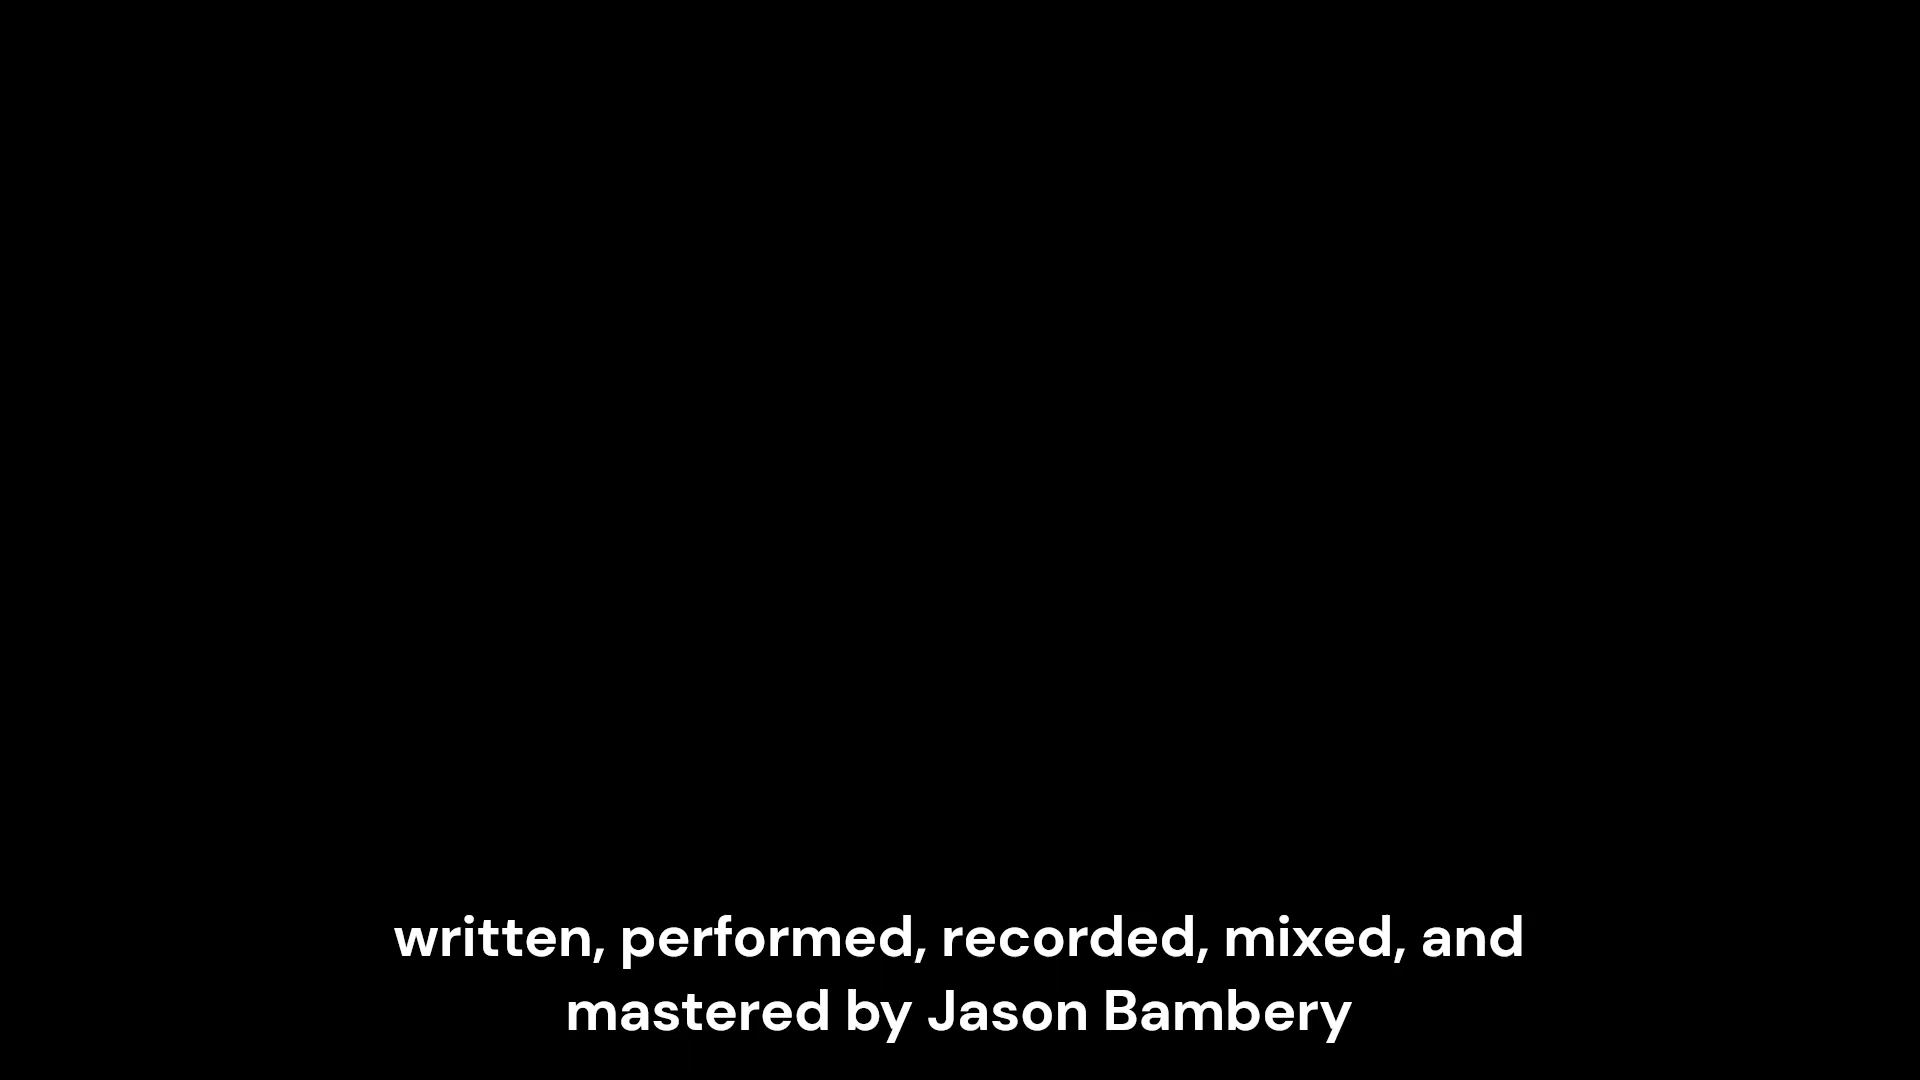 written, performed, recorded, mixed, and
mastered by Jason Bambery